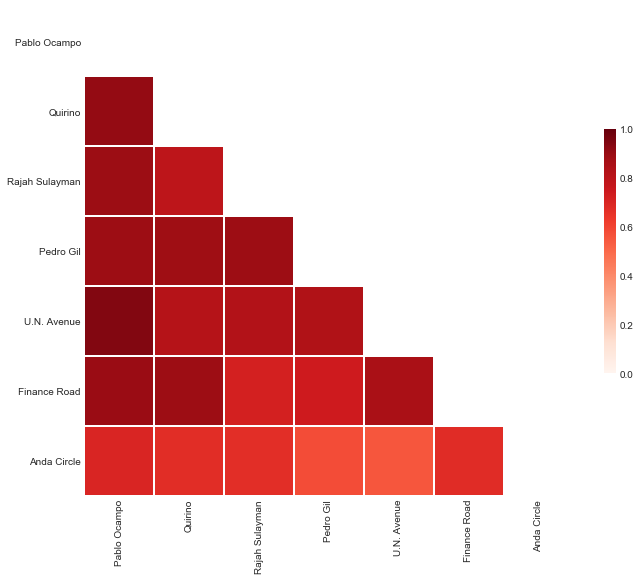 Pablo Ocampo
Quirino
Rajah Sulayman
Pedro Gil
U.N. Avenue
Finance Road
Anda Circle
1.0
0.8
0.6
0.4
0.2
0.0
Pablo Ocampo
Quirino
Rajah Sulayman
Pedro Gil
U.N. Avenue
Finance Road
Anda Circle